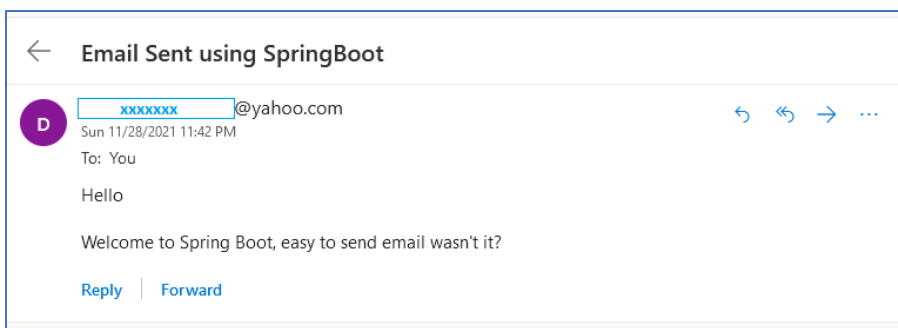 Email Sent using SpringBoot
D
xxxxxxx@yahoo.com
Sun 11/28/2021 11:42 PM
To: You
Hello
Welcome to Spring Boot, easy to send email wasn't it?
Reply Forward